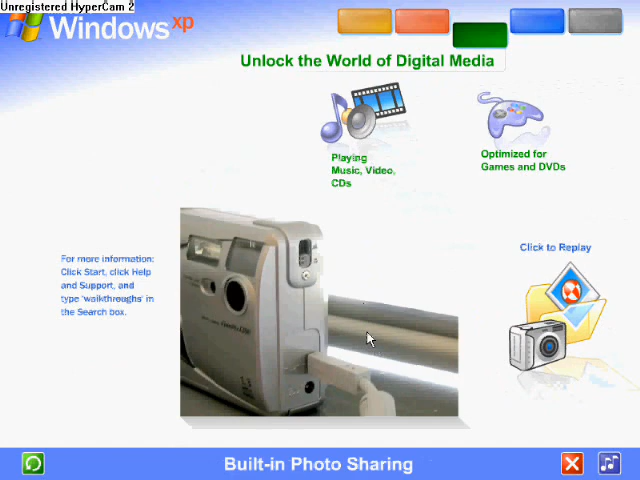 Unregistered HyperCam 2
Windows xp
Unlock the World of Digital Media
Playing
Music, Video,
CDs
Optimized for
Games and DVDs
For more information:
Click Start, click Help
and Support, and
type 'walkthroughs' in
the Search box.
Click to Replay
Built-in Photo Sharing